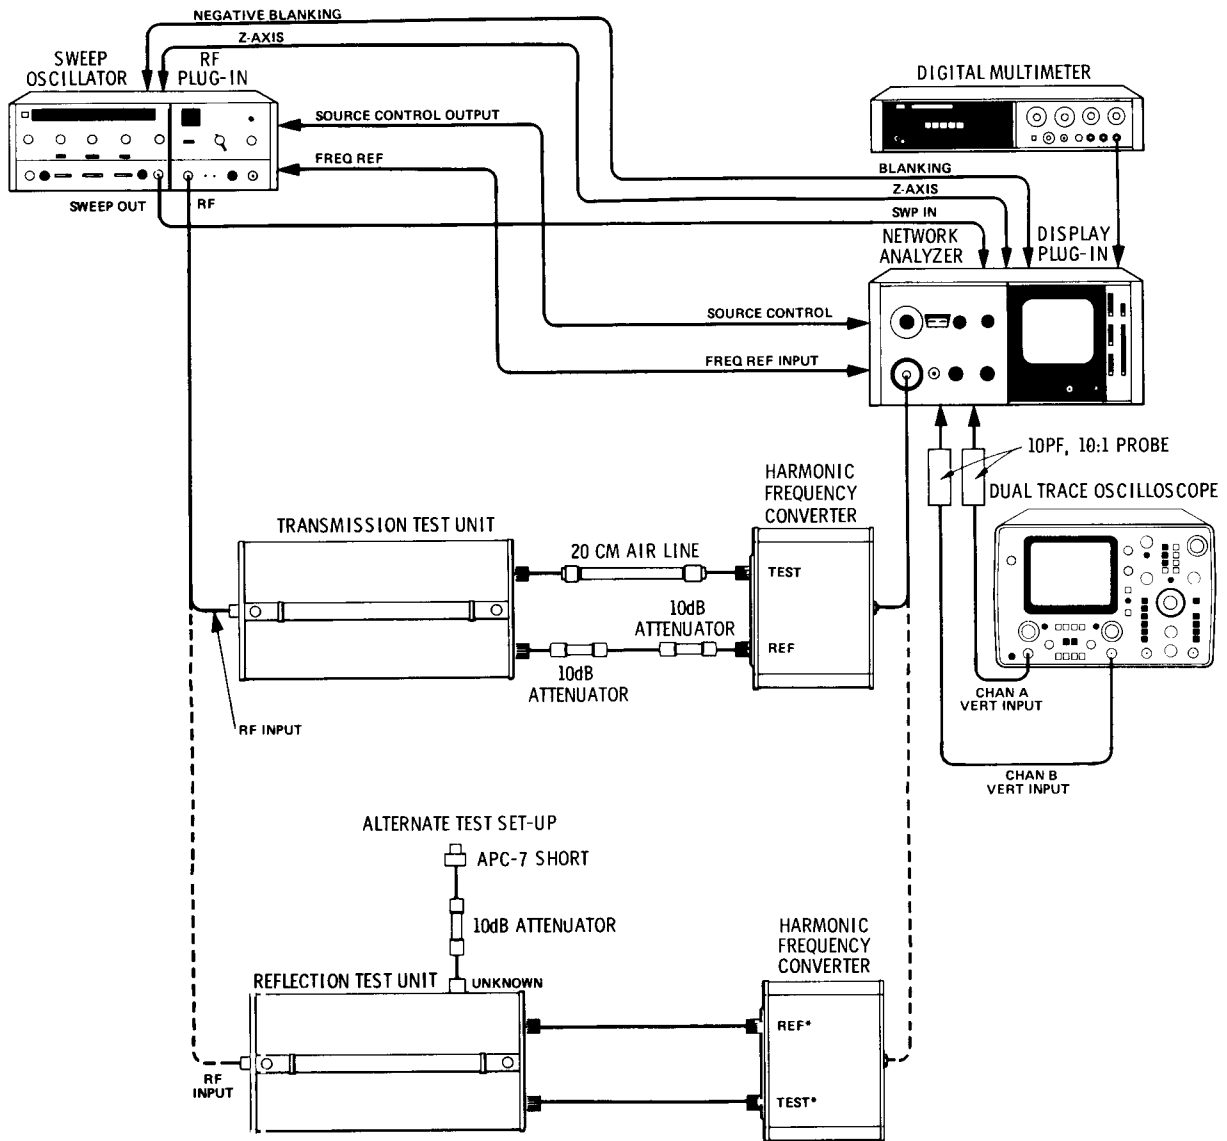 NEGATIVE BLANKING
Z-AXIS
SWEEP
OSCILLATOR
RF
PLUG-IN
DIGITAL MULTIMETER
SOURCE CONTROL OUTPUT
FREQ REF
BLANKING
Z-AXIS
SWEEP OUT
RF
SWP IN
NETWORK
ANALYZER
DISPLAY
PLUG-IN
SOURCE CONTROL
FREQ REF INPUT
10PF, 10:1 PROBE
DUAL TRACE OSCILLOSCOPE
HARMONIC
FREQUENCY
CONVERTER
TRANSMISSION TEST UNIT
20 CM AIR LINE
TEST
10dB
ATTENUATOR
REF
10dB
ATTENUATOR
CHAN A
VERT INPUT
RF INPUT
CHAN B
VERT INPUT
ALTERNATE TEST SET-UP
APC-7 SHORT
10dB ATTENUATOR
HARMONIC
FREQUENCY
CONVERTER
REFLECTION TEST UNIT
UNKNOWN
REF*
RF
INPUT
TEST*